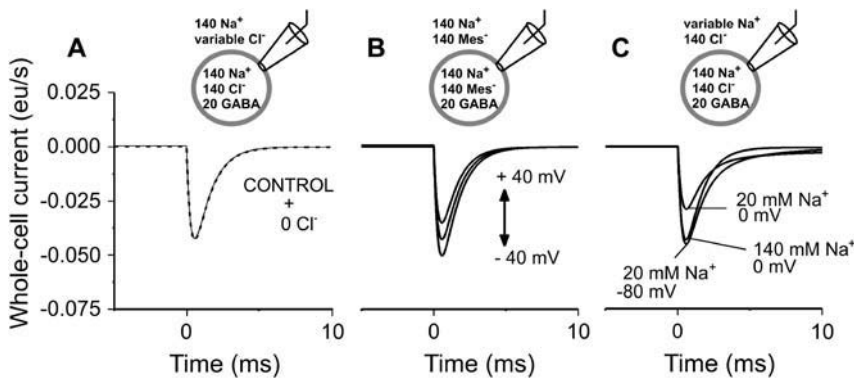 A
140 Na⁺
variable Cl⁻
140 Na⁺
140 Cl⁻
20 GABA
B
140 Na⁺
140 Mes⁻
140 Na⁺
140 Mes⁻
20 GABA
C
variable Na⁺
140 Cl⁻
140 Na⁺
140 Cl⁻
20 GABA
Whole-cell current (eu/s)
0.025
0.000
-0.025
-0.050
-0.075
CONTROL
+
0 Cl⁻
+ 40 mV
- 40 mV
20 mM Na⁺
0 mV
140 mM Na⁺
0 mV
20 mM Na⁺
-80 mV
0
10
0
10
0
10
Time (ms)
Time (ms)
Time (ms)